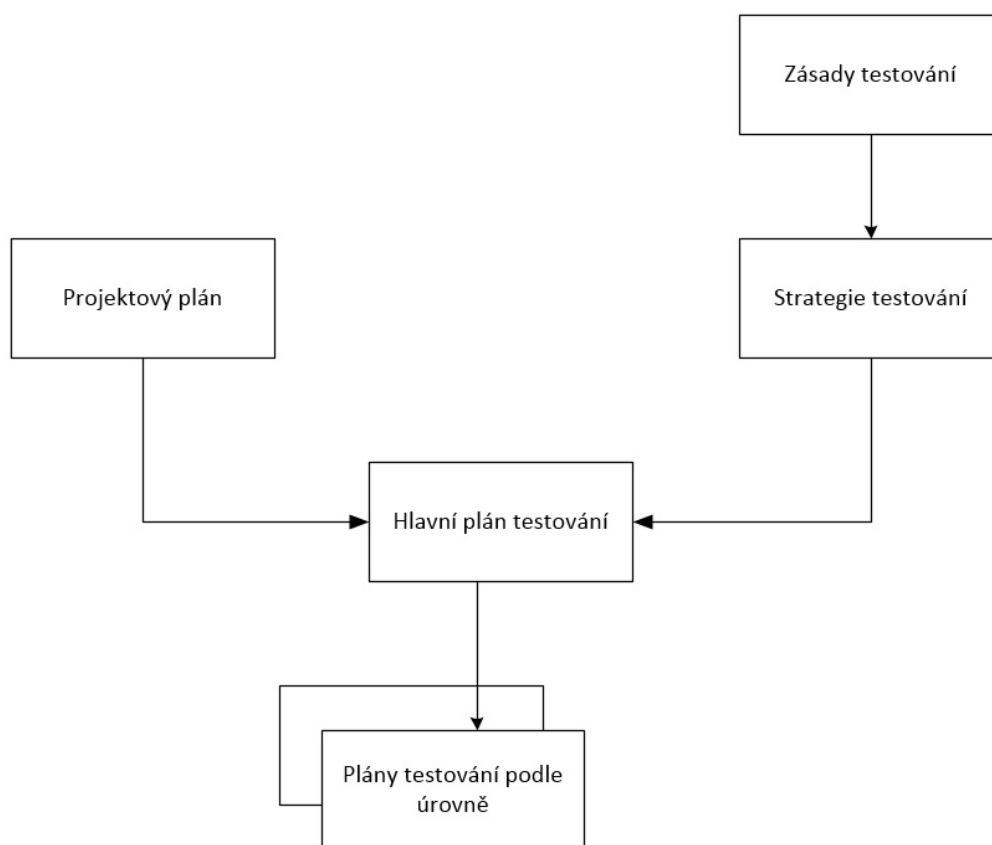 Zásady testování
Projektový plán
Strategie testování
Hlavní plán testování
Plány testování podle
úrovně